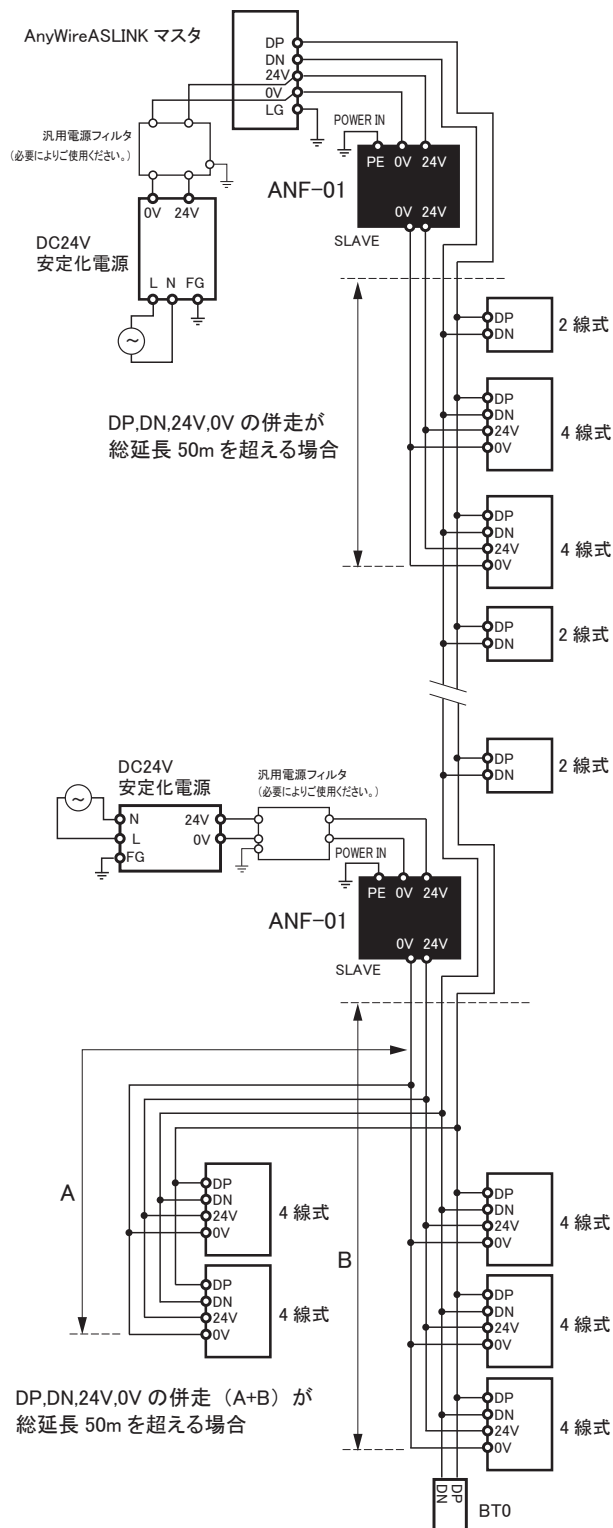 AnyWireASLINK マスタ
DP
DN
24V
0V
LG
汎用電源フィルタ
(必要によりご使用ください。)
POWER IN
PE 0V 24V
ANF-01
0V 24V
SLAVE
0V 24V
DC24V
安定化電源
L N FG
DP
DN
2 線式
DP,DN,24V,0V の併走が
総延長 50m を超える場合
DP
DN
24V
0V
4 線式
DP
DN
24V
0V
4 線式
DP
DN
2 線式
DP
DN
2 線式
DC24V
安定化電源
汎用電源フィルタ
(必要によりご使用ください。)
N
L
FG
24V
0V
POWER IN
PE 0V 24V
ANF-01
0V 24V
SLAVE
A
B
DP
DN
24V
0V
4 線式
DP
DN
24V
0V
4 線式
DP
DN
24V
0V
4 線式
DP
DN
24V
0V
4 線式
DP
DN
24V
0V
4 線式
DP,DN,24V,0V の併走（A+B）が
総延長 50m を超える場合
DN
DP
BT0